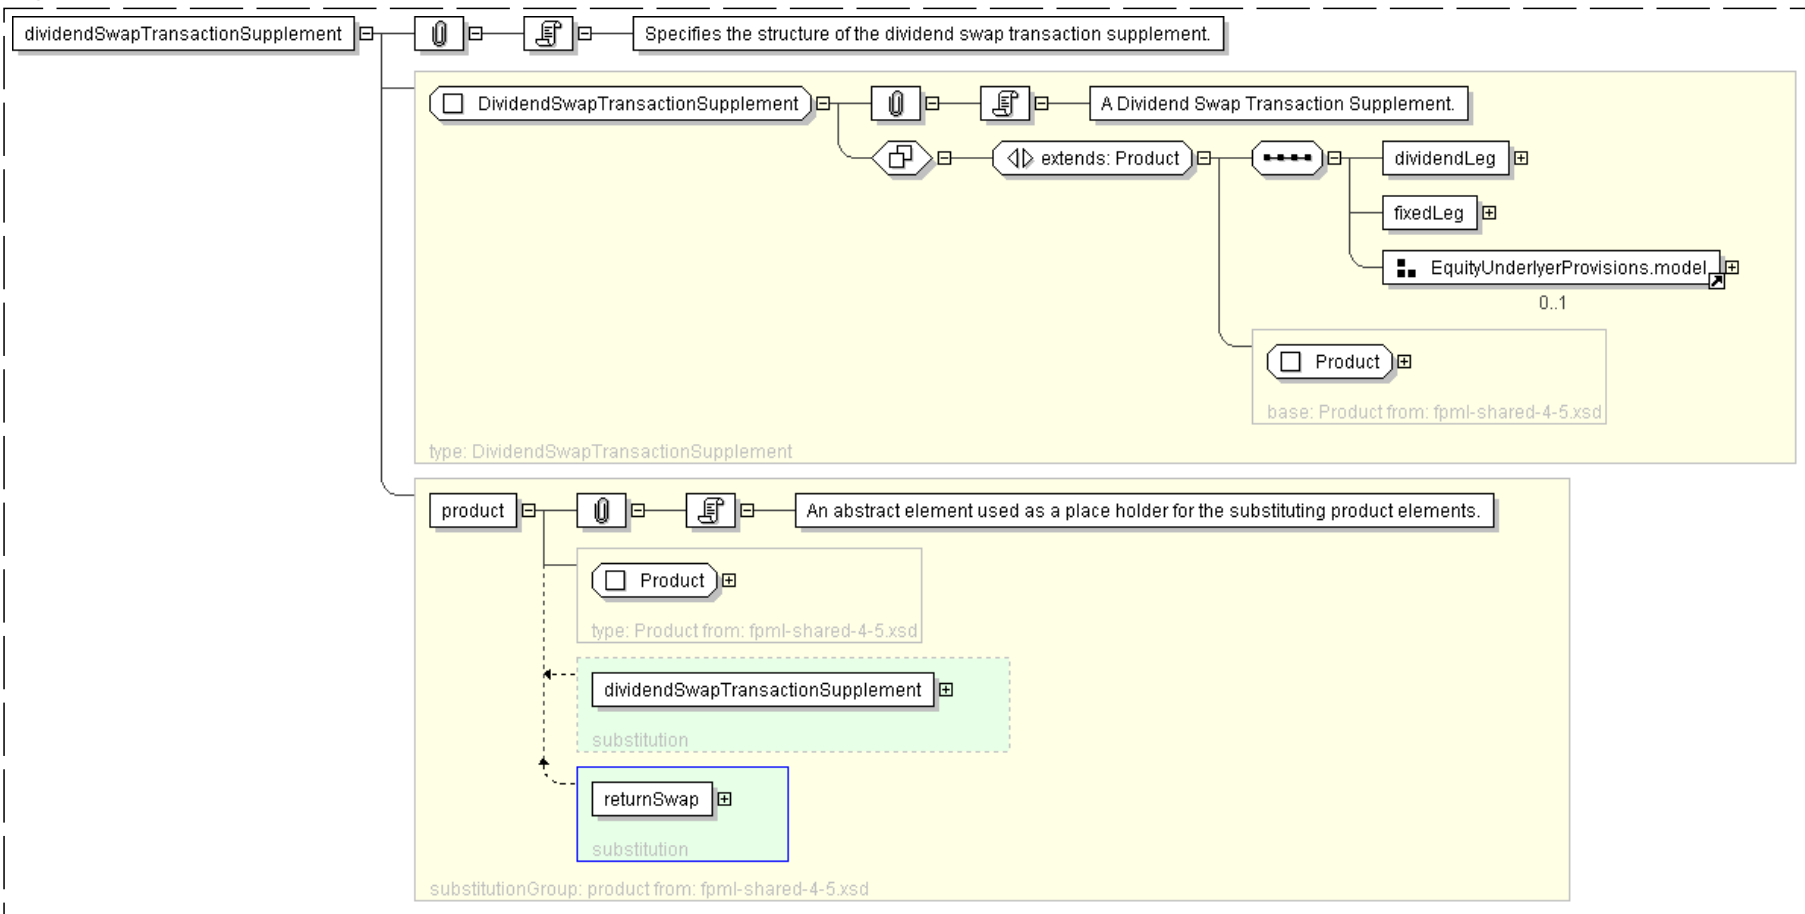 dividendSwapTransactionSupplement
Specifies the structure of the dividend swap transaction supplement.
DividendSwapTransactionSupplement
A Dividend Swap Transaction Supplement.
extends: Product
dividendLeg
fixedLeg
EquityUnderlyerProvisions.model
0..1
Product
base: Product from: fpml-shared-4-5.xsd
type: DividendSwapTransactionSupplement
product
An abstract element used as a place holder for the substituting product elements.
Product
type: Product from: fpml-shared-4-5.xsd
dividendSwapTransactionSupplement
substitution
returnSwap
substitution
substitutionGroup: product from: fpml-shared-4-5.xsd